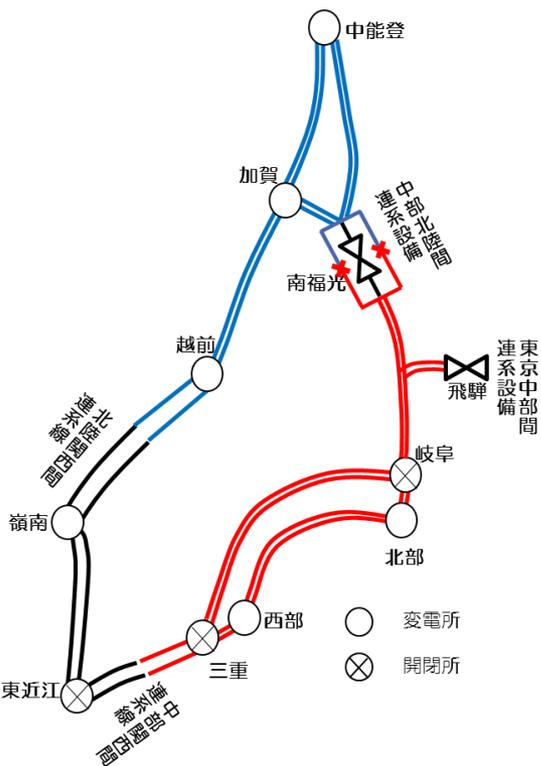 中能登
加賀
中部北陸間
連系設備
南福光
越前
東京中部間
連系設備
飛騨
北陸関西間
連系線
岐阜
嶺南
北部
西部
変電所
三重
開閉所
東近江
中部関西間
連系線